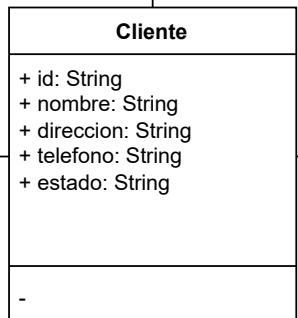 Cliente
+ id: String
+ nombre: String
+ direccion: String
+ telefono: String
+ estado: String
-